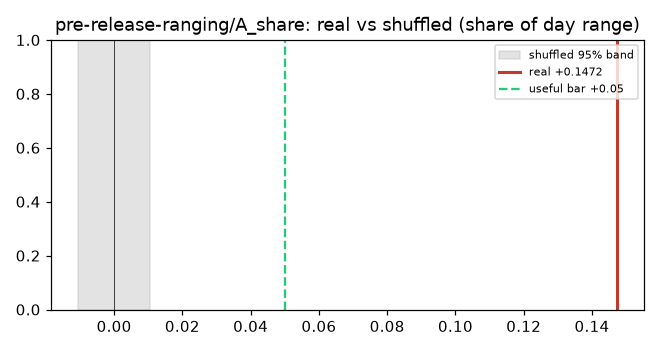 pre-release-ranging/A_share: real vs shuffled (share of day range)
shuffled 95% band
real +0.1472
useful bar +0.05
1.0
0.8
0.6
0.4
0.2
0.0
0.00 0.02 0.04 0.06 0.08 0.10 0.12 0.14